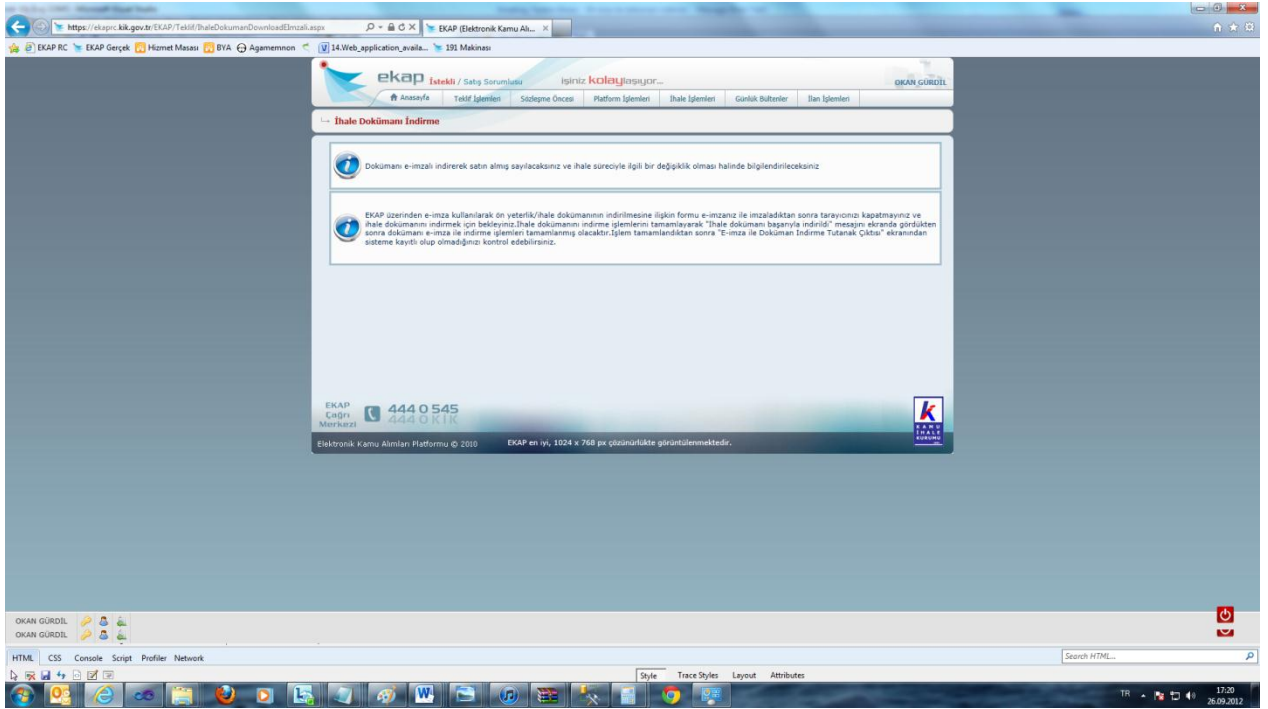 https://ekaprc.kik.gov.tr/EKAP/Teklif/IhaleDokumanDownloadEImzali.aspx
EKAP (Elektronik Kamu Alı...
EKAP RC EKAP Gerçek Hizmet Masası BYA Agamemnon 14.Web_application_availa... 191 Makinası
ekap İstekli / Satış Sorumlusu işiniz kolaylaşıyor...
OKAN GÜRDİL
Anasayfa Teklif İşlemleri Sözleşme Öncesi Platform İşlemleri İhale İşlemleri Günlük Bültenler İlan İşlemleri
İhale Dokümanı İndirme
Dokümanı e-imzalı indirerek satın almış sayılacaksınız ve ihale süreciyle ilgili bir değişiklik olması halinde bilgilendirileceksiniz
EKAP üzerinden e-imza kullanılarak ön yeterlik/ihale dokümanının indirilmesine ilişkin formu e-imzanız ile imzaladıktan sonra tarayıcınızı kapatmayınız ve
ihale dokümanını indirmek için bekleyiniz.İhale dokümanını indirme işlemlerini tamamlayarak "İhale dokümanı başarıyla indirildi" mesajını ekranda gördükten
sonra dokümanı e-imza ile indirme işlemleri tamamlanmış olacaktır.İşlem tamamlandıktan sonra "E-imza ile Doküman İndirme Tutanak Çıktısı" ekranından
sisteme kayıtlı olup olmadığınızı kontrol edebilirsiniz.
EKAP
Çağrı
Merkezi
444 0 545
444 0 KİK
KAMU
İHALE
KURUMU
Elektronik Kamu Alımları Platformu © 2010 EKAP en iyi, 1024 x 768 px çözünürlükte görüntülenmektedir.
OKAN GÜRDİL
OKAN GÜRDİL
HTML CSS Console Script Profiler Network
Search HTML...
Style Trace Styles Layout Attributes
TR
17:20
26.09.2012